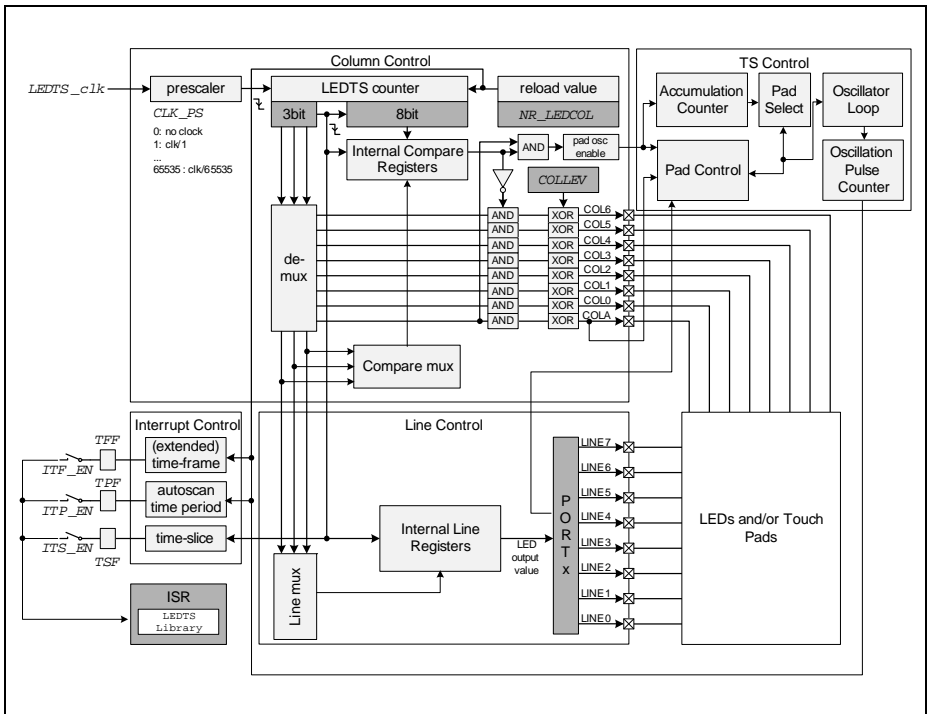 Column Control
TS Control
LEDTS_clk
prescaler
LEDTS counter
reload value
CLK_PS
0: no clock
1: clk/1
...
65535 : clk/65535
3bit
8bit
NR_LEDCOL
Internal Compare
Registers
AND
pad osc
enable
COLLEV
Accumulation
Counter
Pad
Select
Oscillator
Loop
Pad Control
Oscillation
Pulse
Counter
de-
mux
AND
XOR
COL6
AND
XOR
COL5
AND
XOR
COL4
AND
XOR
COL3
AND
XOR
COL2
AND
XOR
COL1
AND
XOR
COL0
AND
XOR
COLA
Compare mux
Interrupt Control
TFF
(extended)
time-frame
ITF_EN
TPF
autoscan
time period
ITP_EN
time-slice
ITS_EN
TSF
ISR
LEDTS
Library
Line Control
Line mux
Internal Line
Registers
LED
output
value
PORTx
LINE7
LINE6
LINE5
LINE4
LINE3
LINE2
LINE1
LINE0
LEDs and/or Touch
Pads